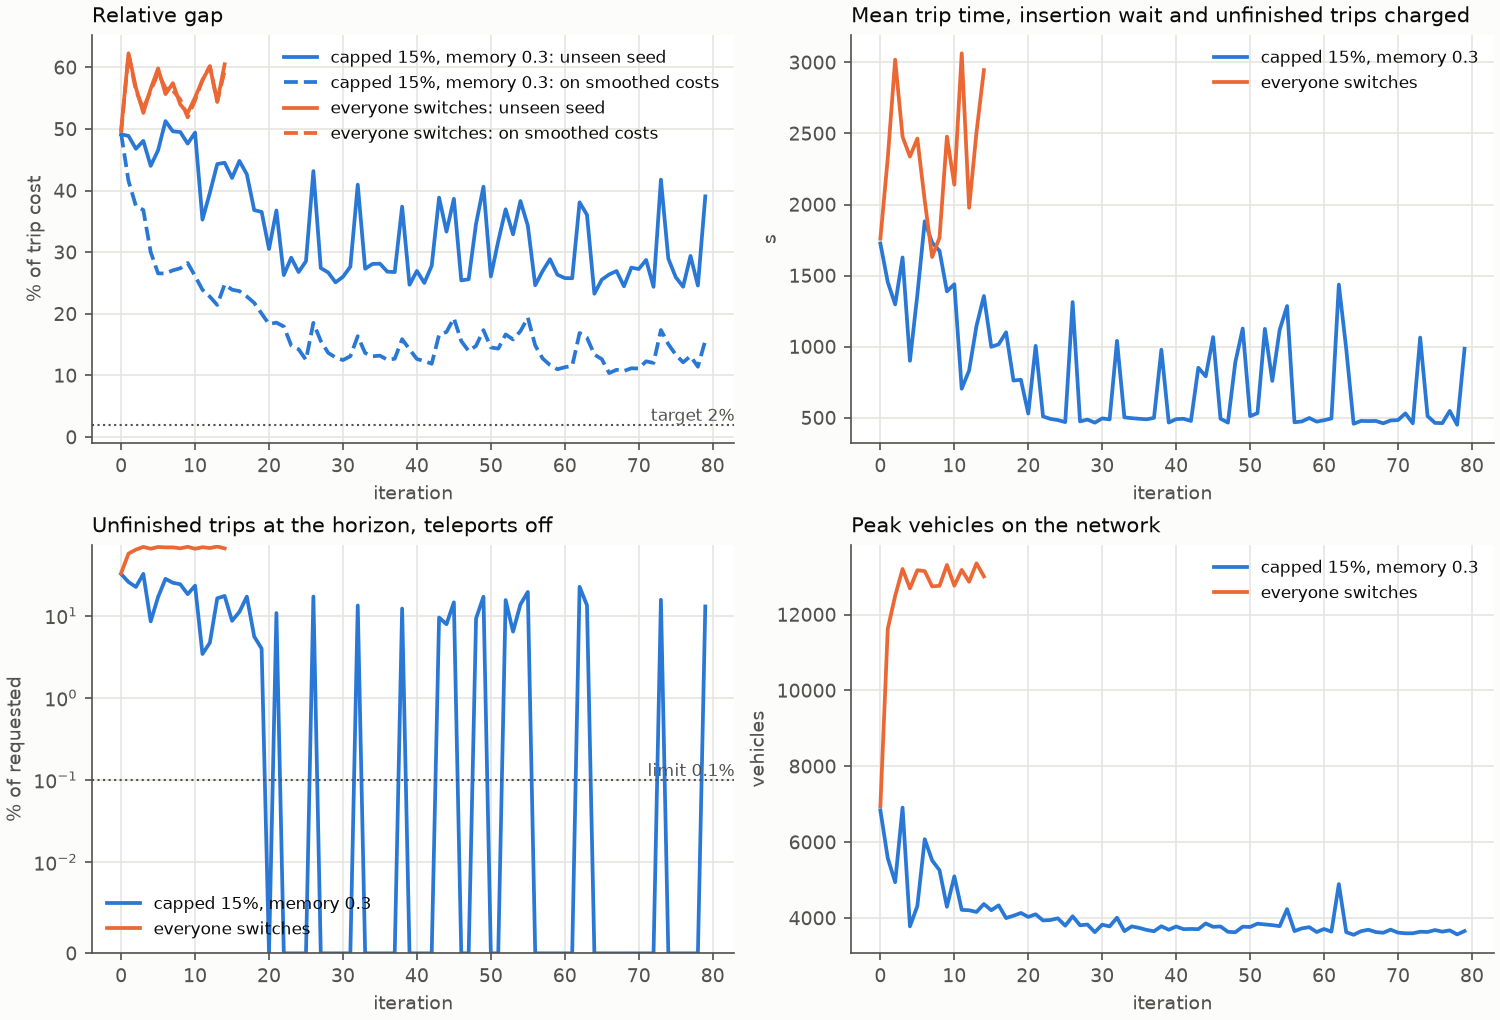 Relative gap
% of trip cost
60
50
40
30
20
10
0
capped 15%, memory 0.3: unseen seed
capped 15%, memory 0.3: on smoothed costs
everyone switches: unseen seed
everyone switches: on smoothed costs
target 2%
0 10 20 30 40 50 60 70 80
iteration
Mean trip time, insertion wait and unfinished trips charged
s
3000
2500
2000
1500
1000
500
capped 15%, memory 0.3
everyone switches
0 10 20 30 40 50 60 70 80
iteration
Unfinished trips at the horizon, teleports off
% of requested
10¹
10⁰
10⁻¹
10⁻²
0
limit 0.1%
capped 15%, memory 0.3
everyone switches
0 10 20 30 40 50 60 70 80
iteration
Peak vehicles on the network
vehicles
12000
10000
8000
6000
4000
capped 15%, memory 0.3
everyone switches
0 10 20 30 40 50 60 70 80
iteration